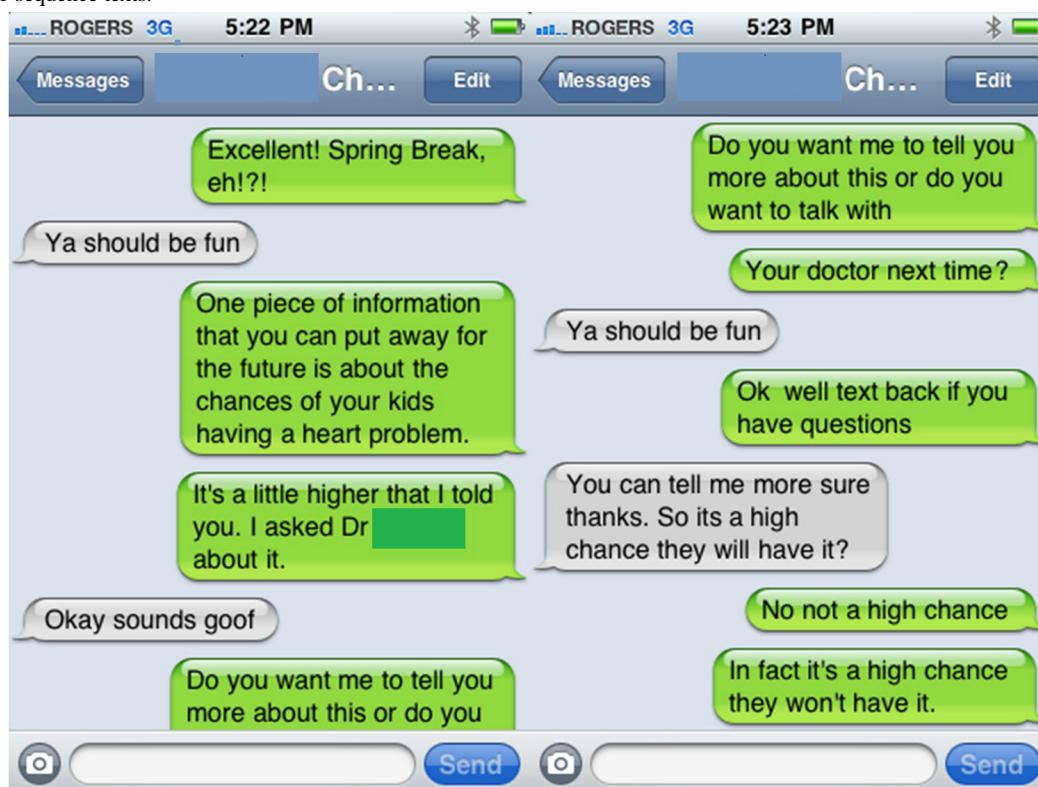 sequence texts.
ROGERS 3G 5:22 PM
Messages Ch... Edit
Excellent! Spring Break,
eh!?!
Ya should be fun
One piece of information
that you can put away for
the future is about the
chances of your kids
having a heart problem.
It's a little higher that I told
you. I asked Dr
about it.
Okay sounds goof
Do you want me to tell you
more about this or do you
Send
ROGERS 3G 5:23 PM
Messages Ch... Edit
Do you want me to tell you
more about this or do you
want to talk with
Your doctor next time?
Ya should be fun
Ok well text back if you
have questions
You can tell me more sure
thanks. So its a high
chance they will have it?
No not a high chance
In fact it's a high chance
they won't have it.
Send